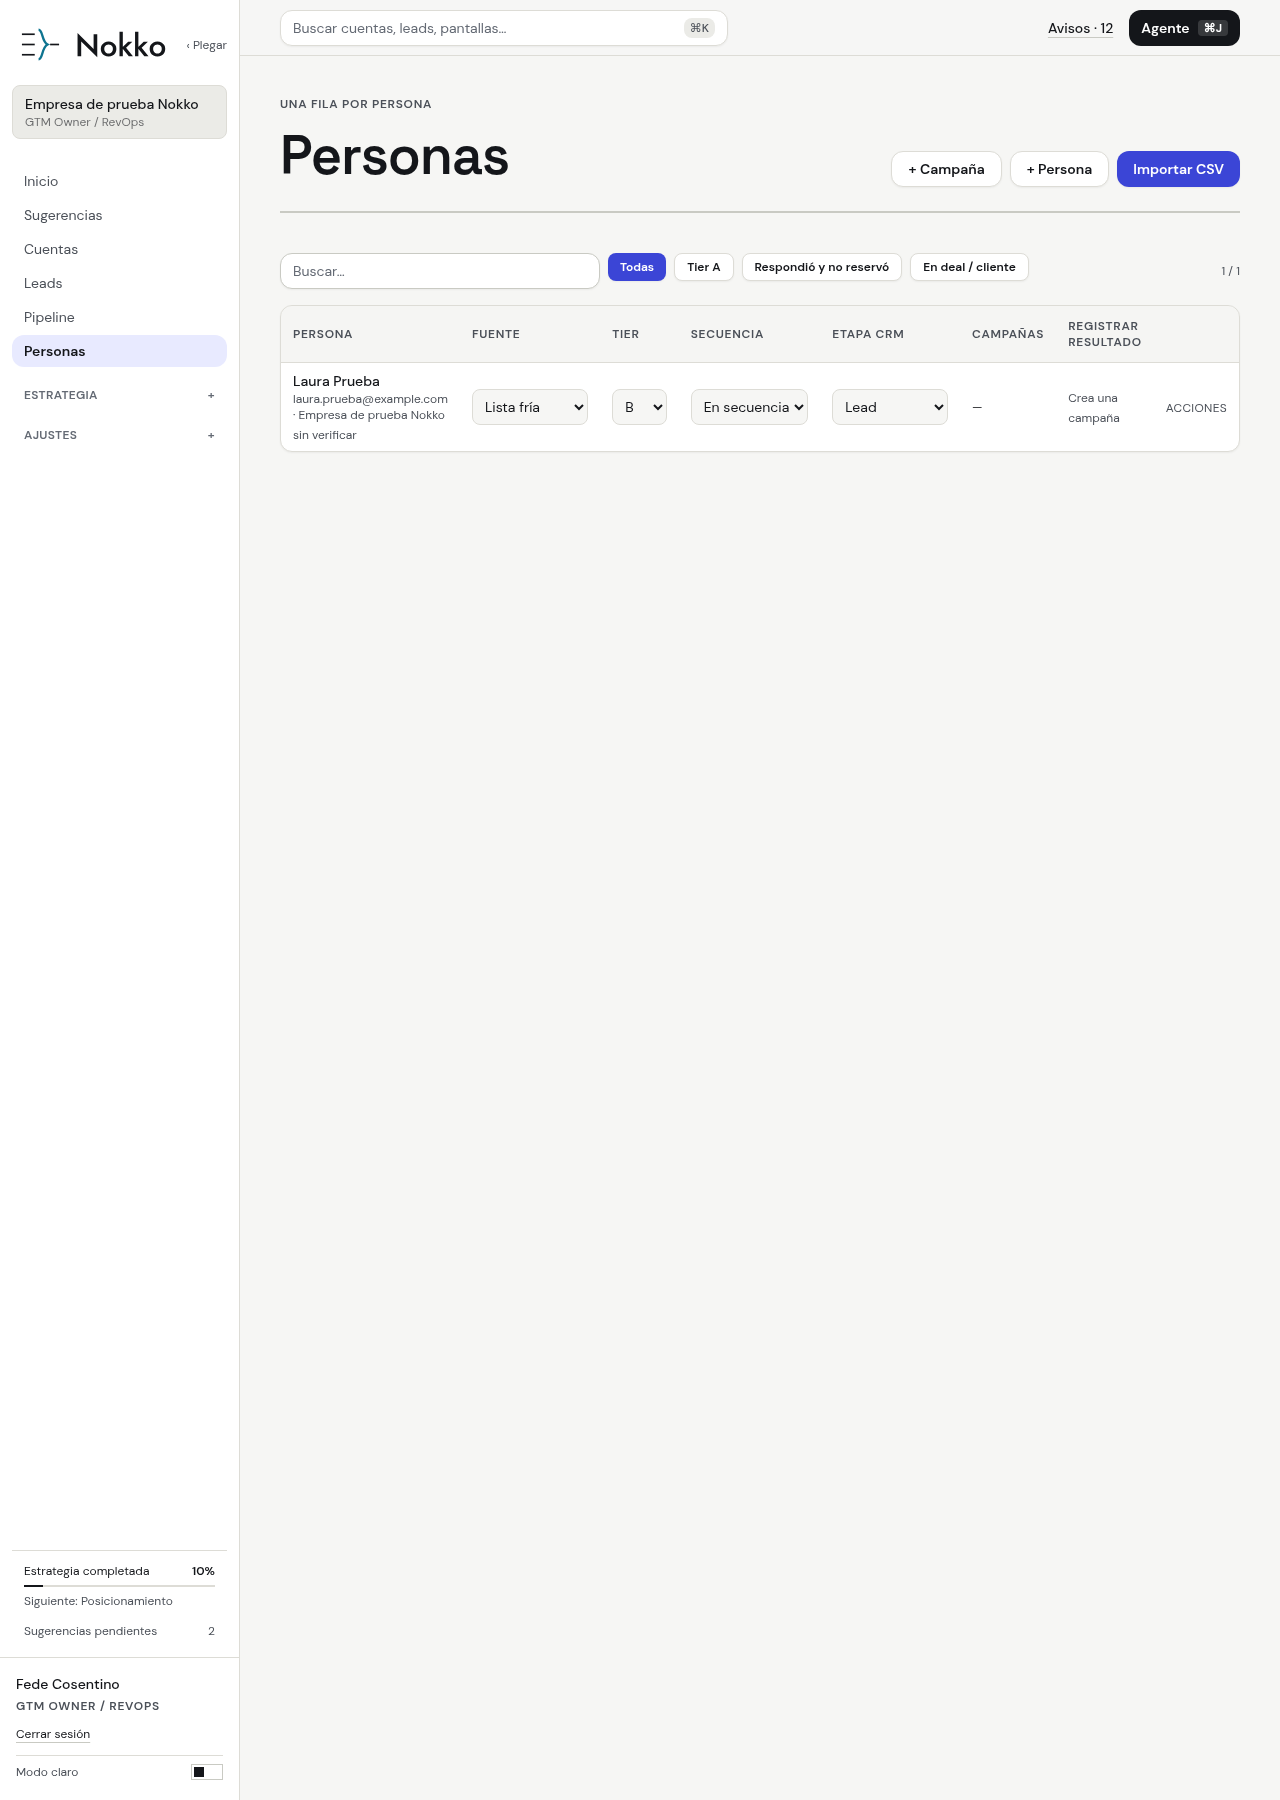 Nokko
‹ Plegar
Empresa de prueba Nokko
GTM Owner / RevOps
Inicio
Sugerencias
Cuentas
Leads
Pipeline
Personas
ESTRATEGIA +
AJUSTES +
Estrategia completada 10%
Siguiente: Posicionamiento
Sugerencias pendientes 2
Fede Cosentino
GTM OWNER / REVOPS
Cerrar sesión
Modo claro
Buscar cuentas, leads, pantallas... ⌘K
Avisos · 12
Agente ⌘J
UNA FILA POR PERSONA
Personas
+ Campaña
+ Persona
Importar CSV
Buscar...
Todas
Tier A
Respondió y no reservó
En deal / cliente
1 / 1
PERSONA FUENTE TIER SECUENCIA ETAPA CRM CAMPAÑAS REGISTRAR RESULTADO
Laura Prueba
laura.prueba@example.com
· Empresa de prueba Nokko
sin verificar
Lista fría
B
En secuencia
Lead
—
Crea una
campaña
ACCIONES